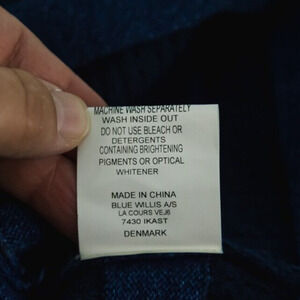 MACHINE WASH SEPARATELY
WASH INSIDE OUT
DO NOT USE BLEACH OR
DETERGENTS
CONTAINING BRIGHTENING
PIGMENTS OR OPTICAL
WHITENER
MADE IN CHINA
BLUE WILLIS A/S
LA COURS VEJ6
7430 IKAST
DENMARK